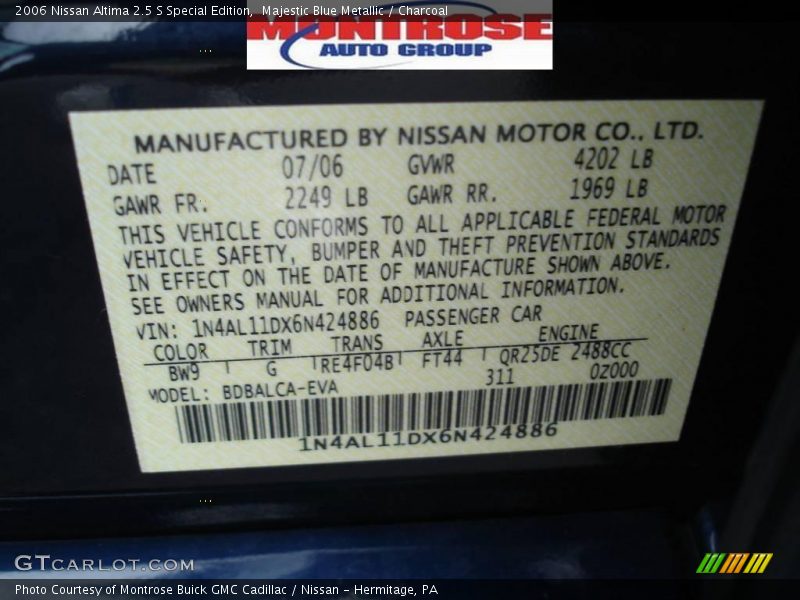 2006 Nissan Altima 2.5 S Special Edition, Majestic Blue Metallic / Charcoal
MONTROSE
AUTO GROUP
MANUFACTURED BY NISSAN MOTOR CO., LTD.
DATE 07/06 GVWR 4202 LB
GAWR FR. 2249 LB GAWR RR. 1969 LB
THIS VEHICLE CONFORMS TO ALL APPLICABLE FEDERAL MOTOR
VEHICLE SAFETY, BUMPER AND THEFT PREVENTION STANDARDS
IN EFFECT ON THE DATE OF MANUFACTURE SHOWN ABOVE.
SEE OWNERS MANUAL FOR ADDITIONAL INFORMATION.
VIN: 1N4AL11DX6N424886 PASSENGER CAR
COLOR TRIM TRANS AXLE ENGINE
BW9 G RE4F04B FT44 QR25DE 2488CC
MODEL: BDBALCA-EVA 311 0Z000
1N4AL11DX6N424886
GTCARLOT.COM
Photo Courtesy of Montrose Buick GMC Cadillac / Nissan - Hermitage, PA